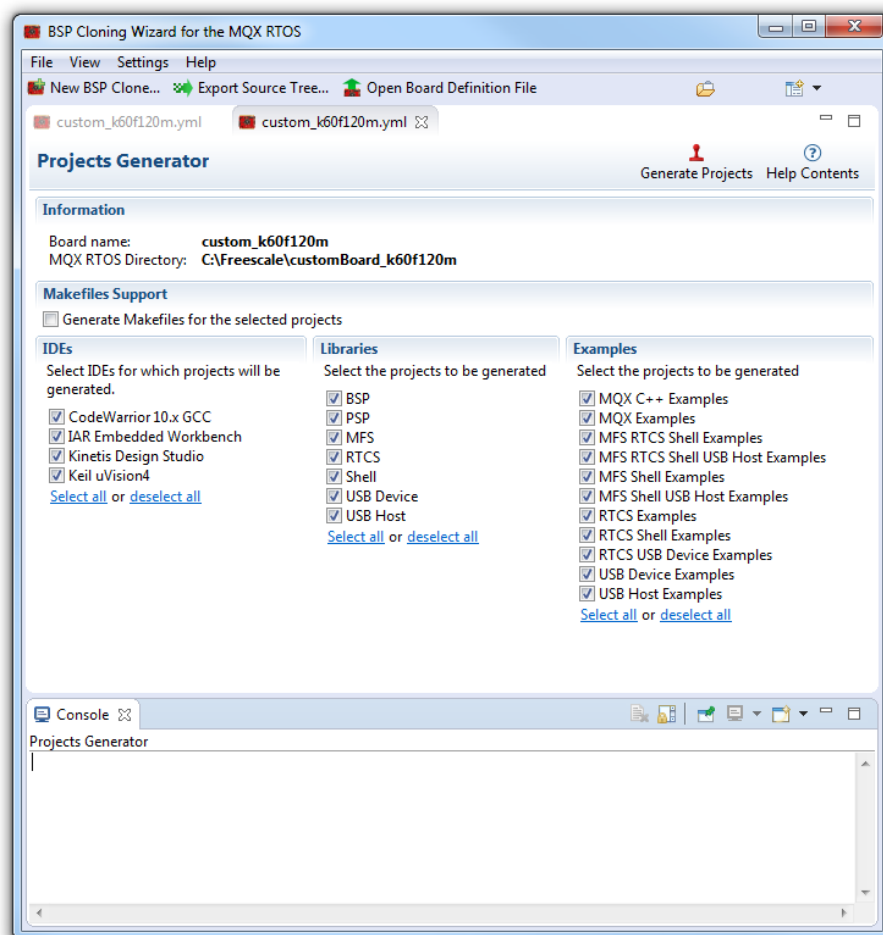 BSP Cloning Wizard for the MQX RTOS
File View Settings Help
New BSP Clone... Export Source Tree... Open Board Definition File
custom_k60f120m.yml custom_k60f120m.yml
Projects Generator
Generate Projects Help Contents
Information
Board name: custom_k60f120m
MQX RTOS Directory: C:\Freescale\customBoard_k60f120m
Makefiles Support
Generate Makefiles for the selected projects
IDEs
Select IDEs for which projects will be
generated.
CodeWarrior 10.x GCC
IAR Embedded Workbench
Kinetis Design Studio
Keil uVision4
Select all or deselect all
Libraries
Select the projects to be generated
BSP
PSP
MFS
RTCS
Shell
USB Device
USB Host
Select all or deselect all
Examples
Select the projects to be generated
MQX C++ Examples
MQX Examples
MFS RTCS Shell Examples
MFS RTCS Shell USB Host Examples
MFS Shell Examples
MFS Shell USB Host Examples
RTCS Examples
RTCS Shell Examples
RTCS USB Device Examples
USB Device Examples
USB Host Examples
Select all or deselect all
Console
Projects Generator